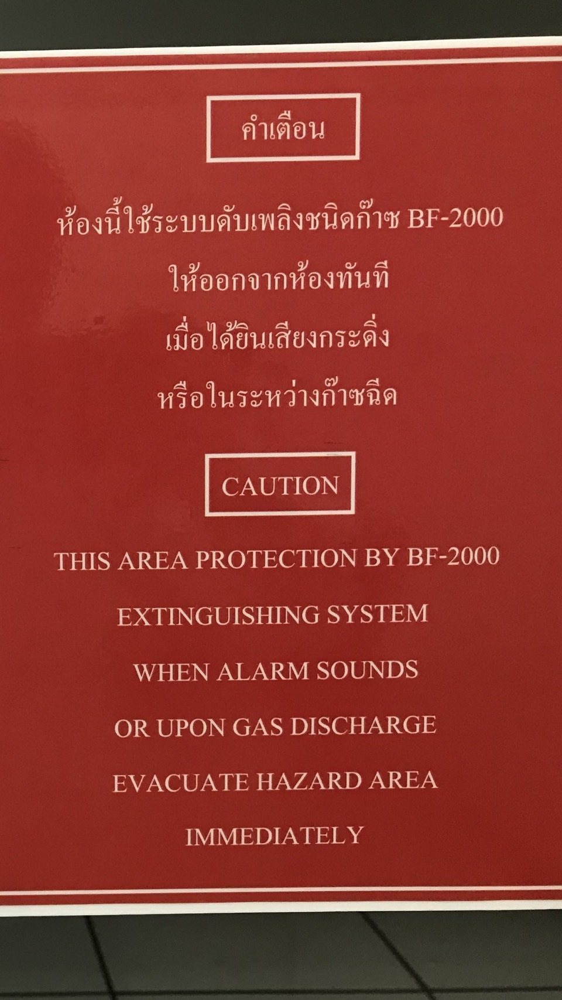 คำเตือน
ห้องนี้ใช้ระบบดับเพลิงชนิดก๊าซ BF-2000
ให้ออกจากห้องทันที
เมื่อได้ยินเสียงกระดิ่ง
หรือในระหว่างก๊าซฉีด
CAUTION
THIS AREA PROTECTION BY BF-2000
EXTINGUISHING SYSTEM
WHEN ALARM SOUNDS
OR UPON GAS DISCHARGE
EVACUATE HAZARD AREA
IMMEDIATELY